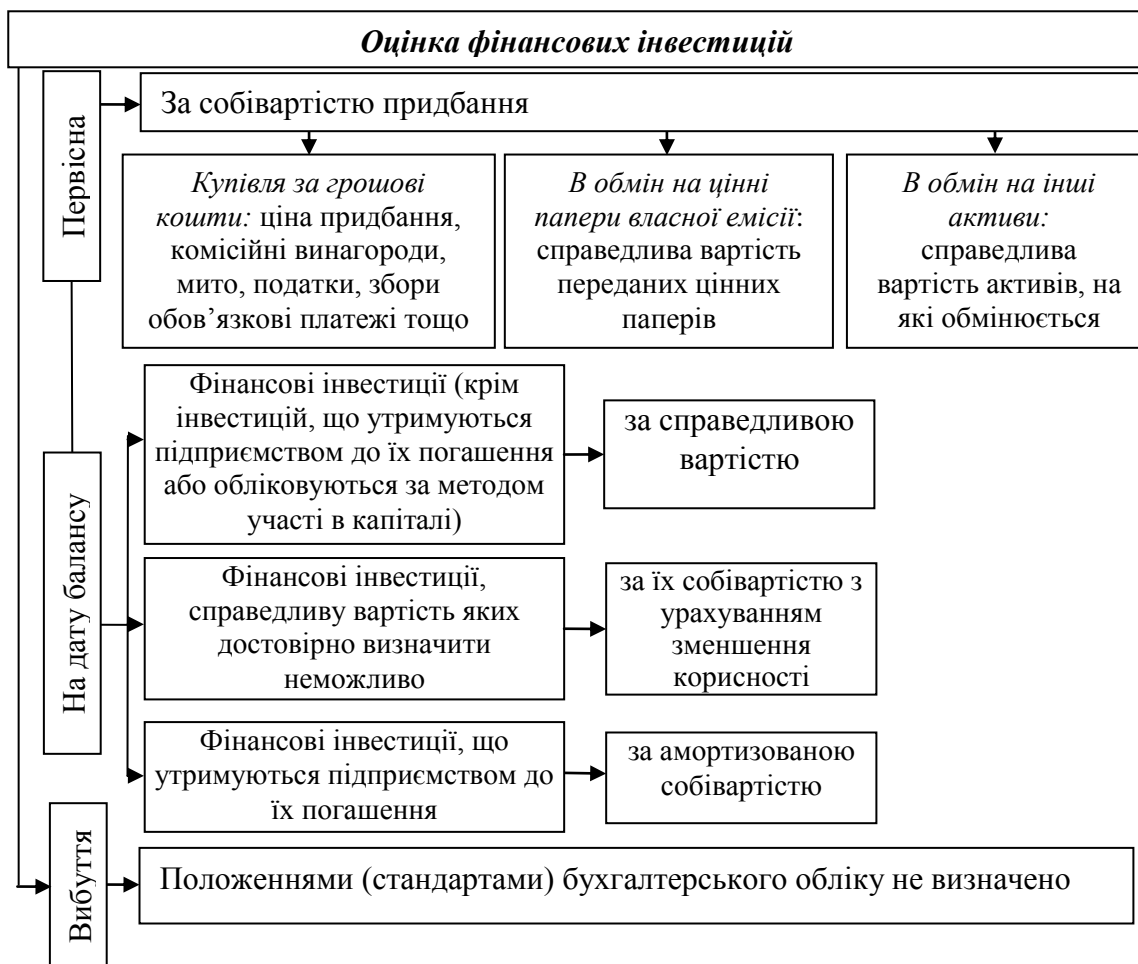 Оцінка фінансових інвестицій
Первісна
За собівартістю придбання
Купівля за грошові
кошти: ціна придбання,
комісійні винагороди,
мито, податки, збори
обов’язкові платежі тощо
В обмін на цінні
папери власної емісії:
справедлива вартість
переданих цінних
паперів
В обмін на інші
активи:
справедлива
вартість активів, на
які обмінюється
На дату балансу
Фінансові інвестиції (крім
інвестицій, що утримуються
підприємством до їх погашення
або обліковуються за методом
участі в капіталі)
за справедливою
вартістю
Фінансові інвестиції,
справедливу вартість яких
достовірно визначити
неможливо
за їх собівартістю з
урахуванням
зменшення
корисності
Фінансові інвестиції, що
утримуються підприємством до
їх погашення
за амортизованою
собівартістю
Вибуття
Положеннями (стандартами) бухгалтерського обліку не визначено